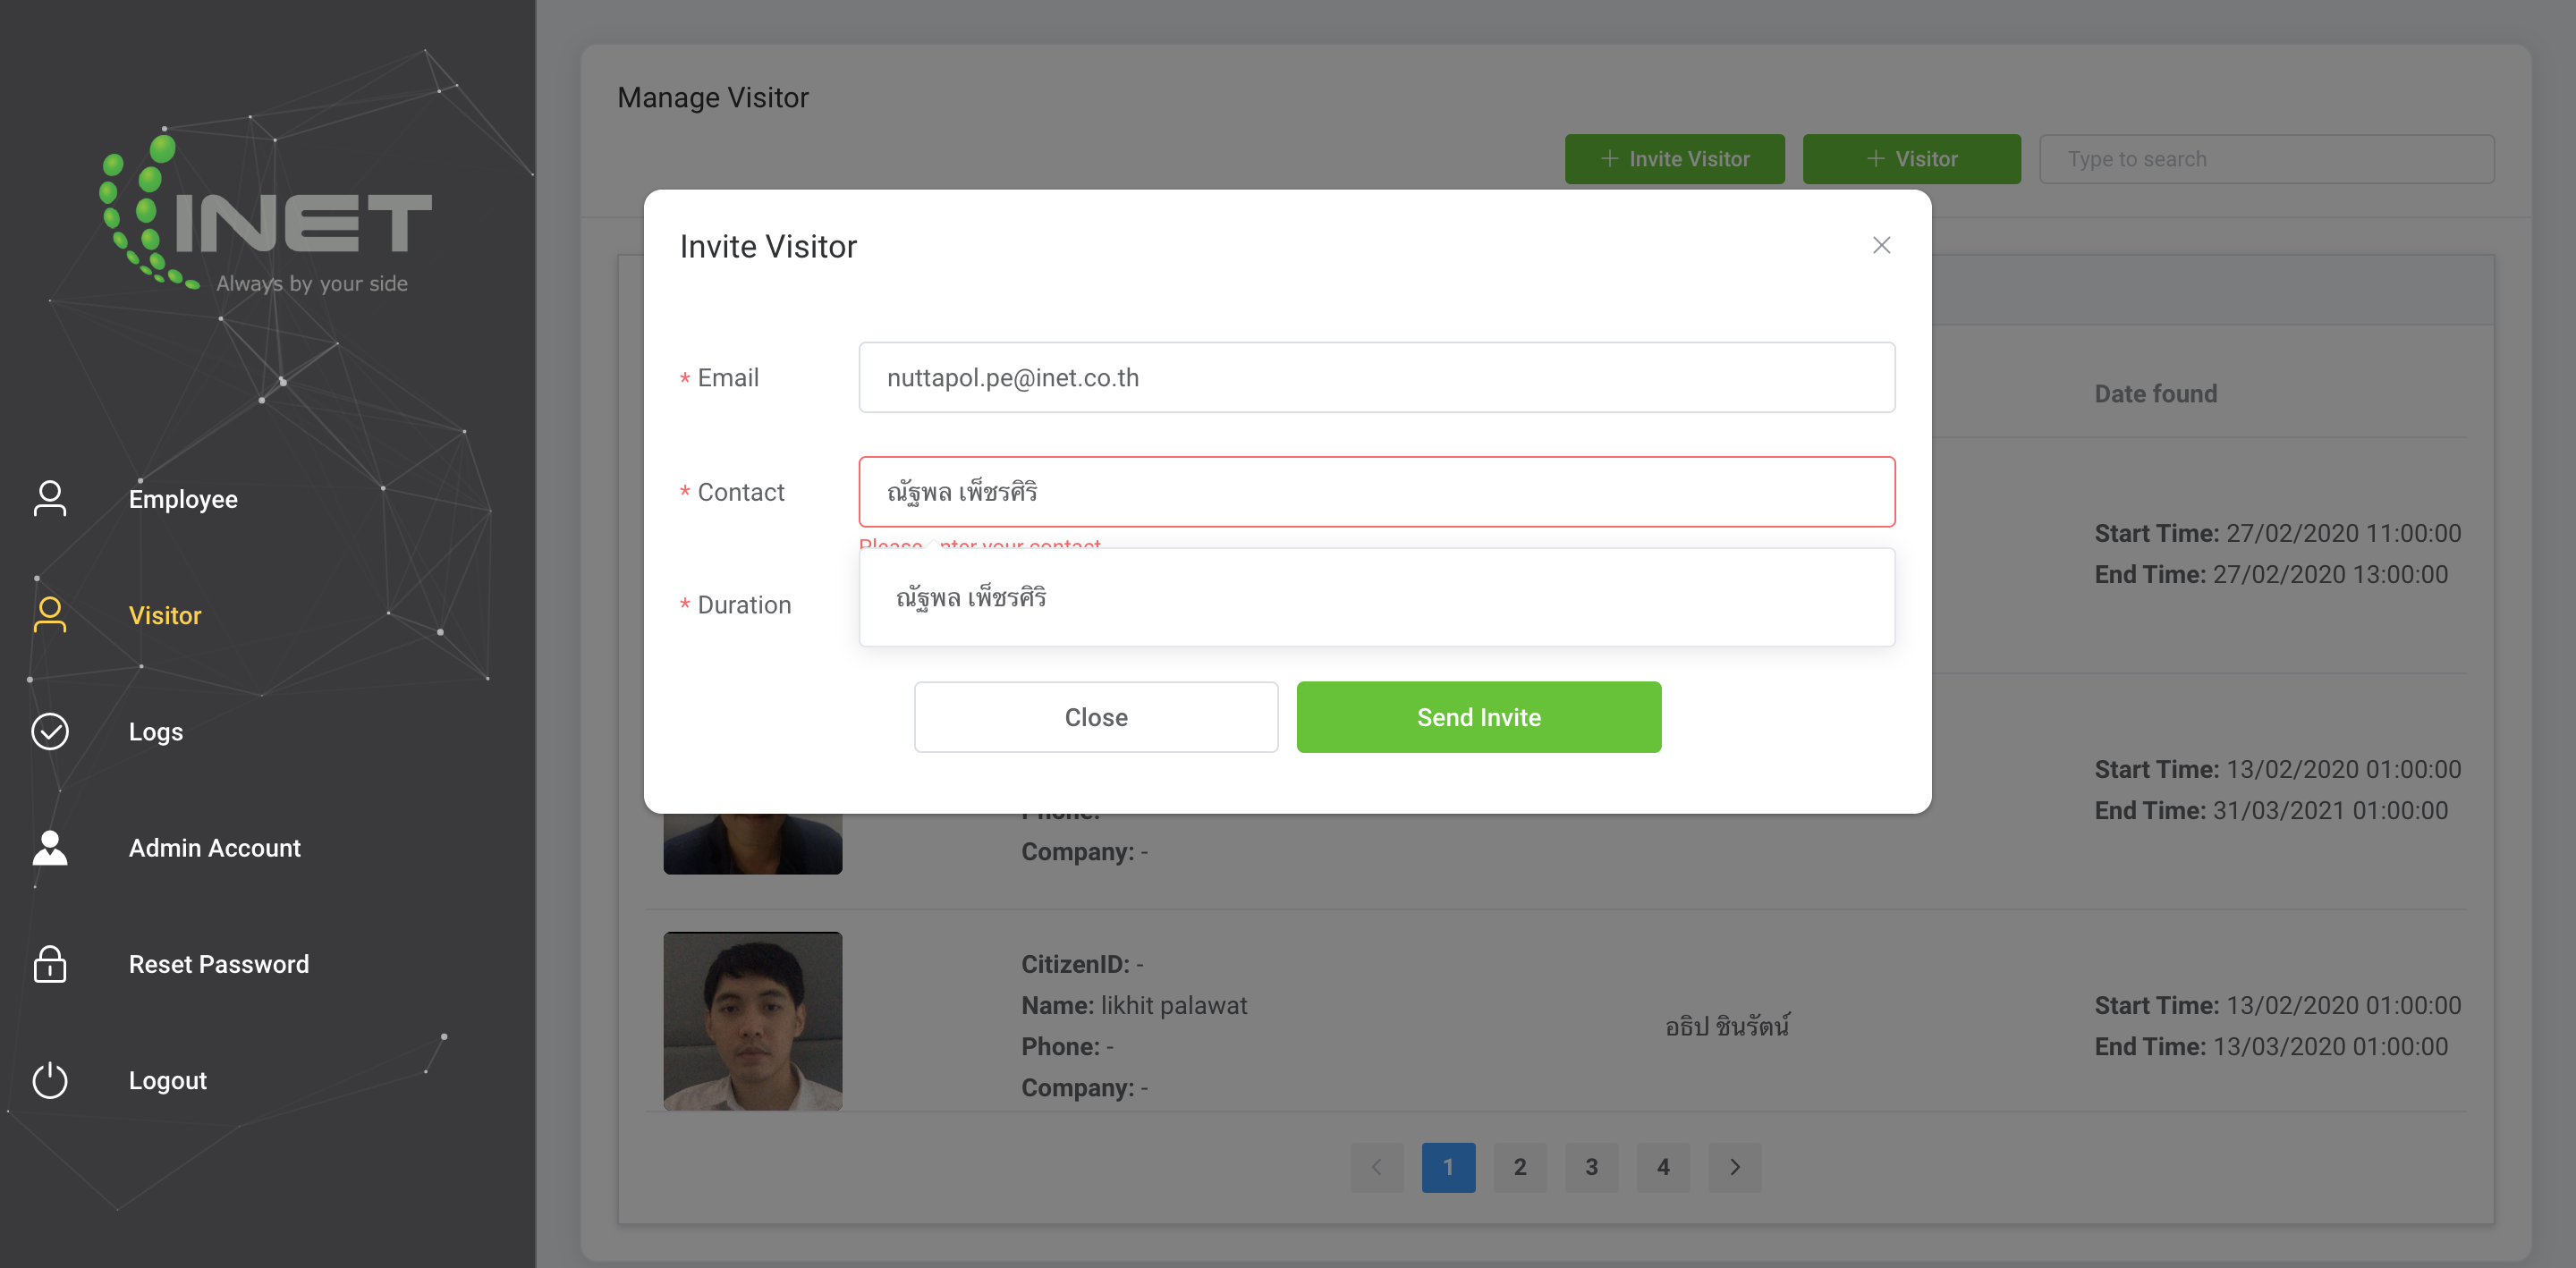 INET
Always by your side
Employee
Visitor
Logs
Admin Account
Reset Password
Logout
Manage Visitor
+ Invite Visitor
+ Visitor
Type to search
Invite Visitor
* Email
nuttapol.pe@inet.co.th
* Contact
ณัฐพล เพ็ชรศิริ
Please enter your contact
ณัฐพล เพ็ชรศิริ
* Duration
Close
Send Invite
Date found
Start Time: 27/02/2020 11:00:00
End Time: 27/02/2020 13:00:00
Phone:
Company: -
Start Time: 13/02/2020 01:00:00
End Time: 31/03/2021 01:00:00
CitizenID: -
Name: likhit palawat
Phone: -
Company: -
อธิป ชินรัตน์
Start Time: 13/02/2020 01:00:00
End Time: 13/03/2020 01:00:00
1 2 3 4